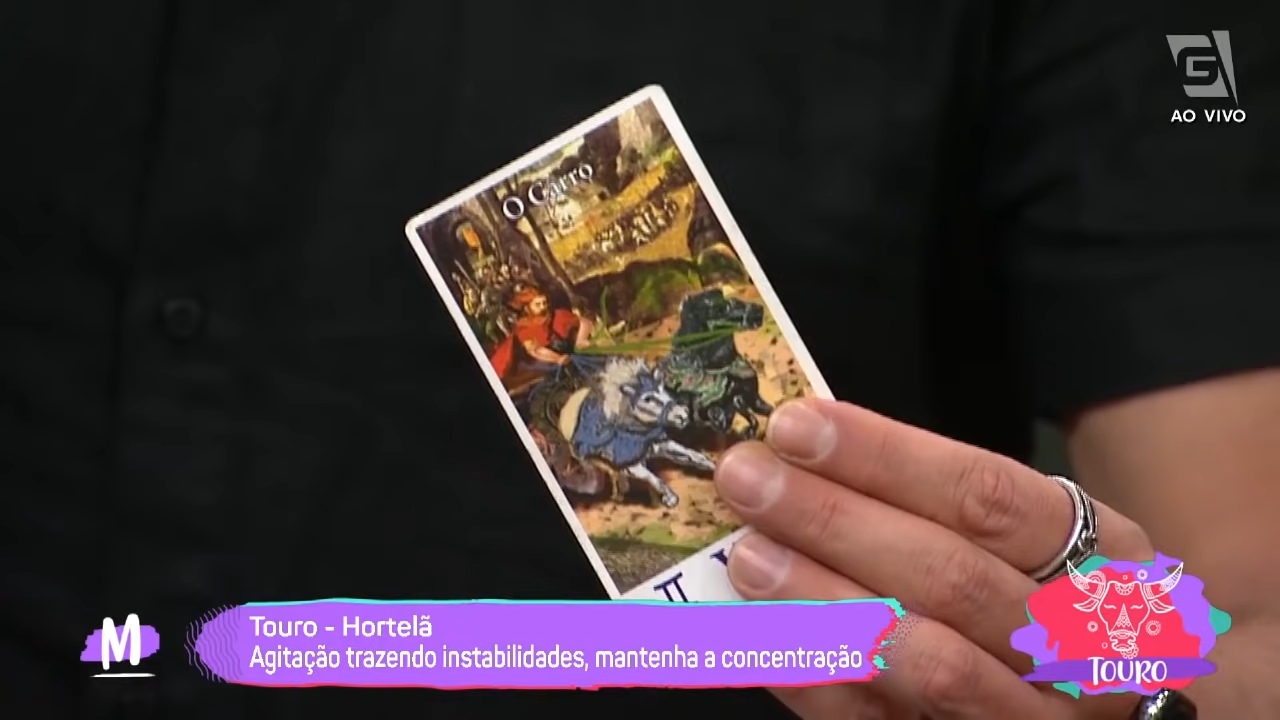 AO VIVO
O Carro
M
Touro - Hortelã
Agitação trazendo instabilidades, mantenha a concentração
TOURO